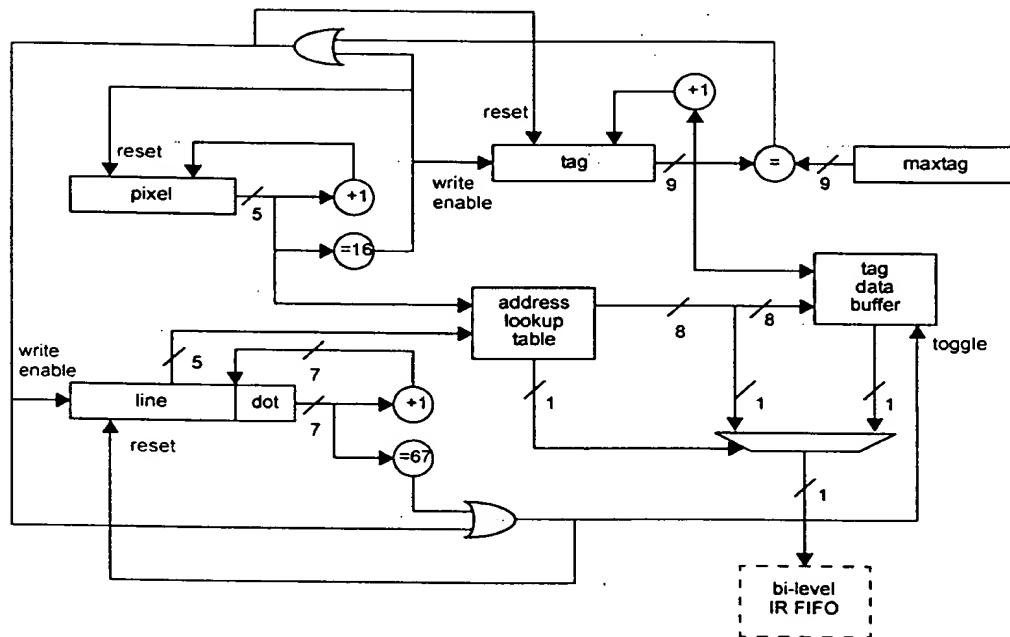 reset
+1
reset
tag
9
=
9
maxtag
write
enable
pixel
5
+1
=16
tag
data
buffer
address
lookup
table
8
8
toggle
write
enable
5
7
line
dot
7
+1
1
1
1
reset
=67
1
bi-level
IR FIFO